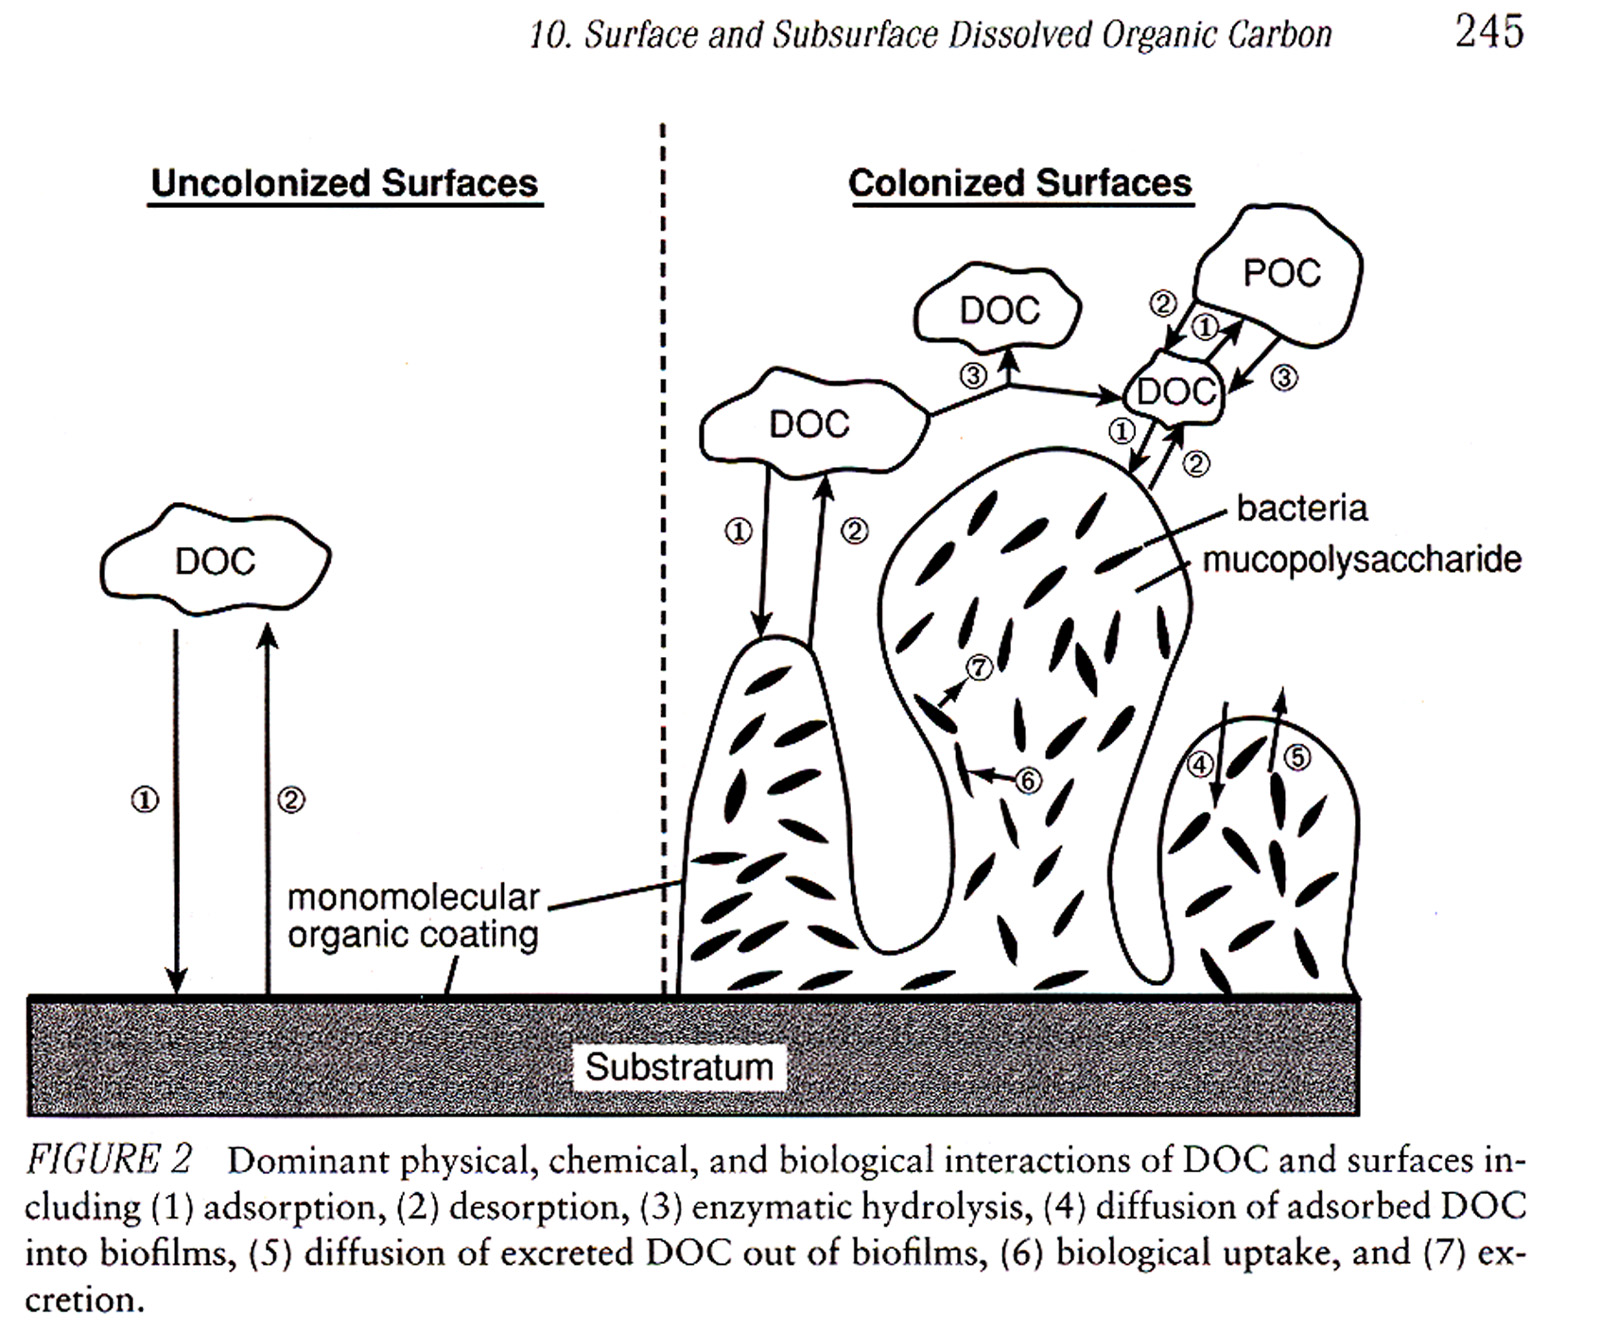 10. Surface and Subsurface Dissolved Organic Carbon 245
Uncolonized Surfaces
Colonized Surfaces
POC
DOC
② ①
③
DOC
③
DOC
① ②
DOC
① ②
bacteria
mucopolysaccharide
DOC
① ②
⑦
⑥
④ ⑤
monomolecular
organic coating
Substratum
FIGURE 2 Dominant physical, chemical, and biological interactions of DOC and surfaces in-
cluding (1) adsorption, (2) desorption, (3) enzymatic hydrolysis, (4) diffusion of adsorbed DOC
into biofilms, (5) diffusion of excreted DOC out of biofilms, (6) biological uptake, and (7) ex-
cretion.